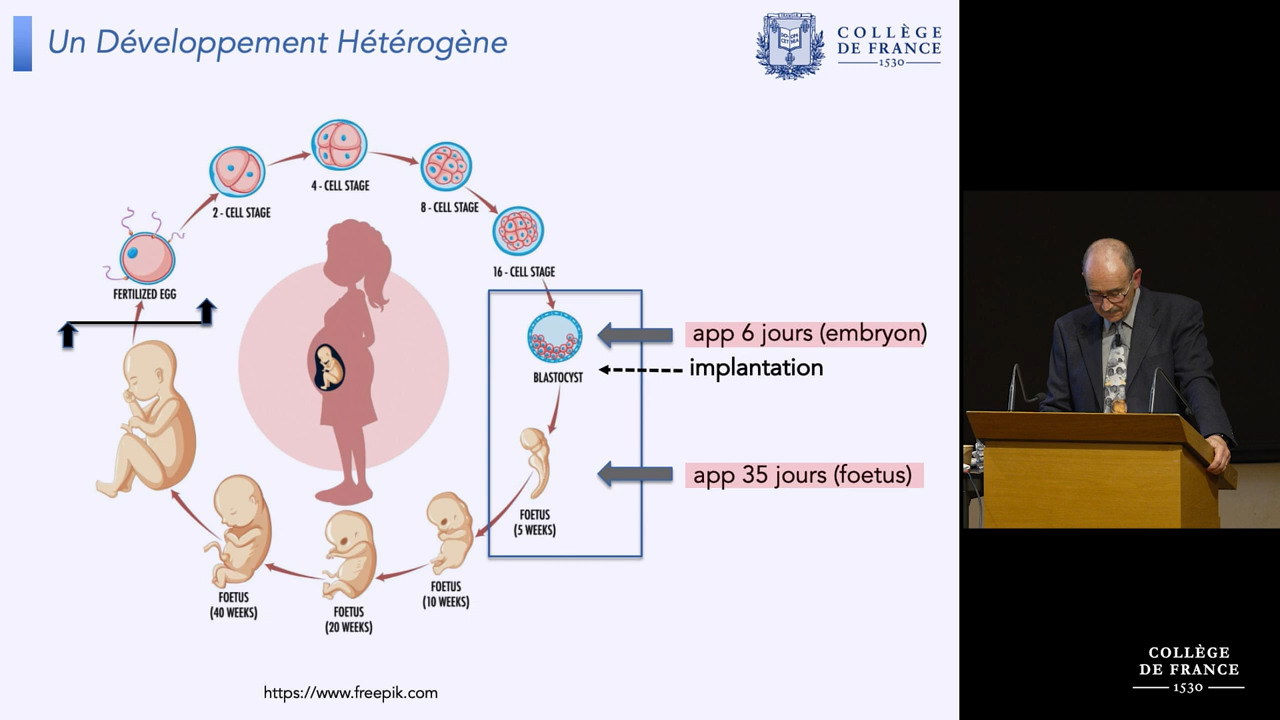 Un Développement Hétérogène
COLLÈGE
DE FRANCE
1530
4 - CELL STAGE
2 - CELL STAGE
8 - CELL STAGE
16 - CELL STAGE
FERTILIZED EGG
app 6 jours (embryon)
implantation
BLASTOCYST
app 35 jours (foetus)
FOETUS
(5 WEEKS)
FOETUS
(10 WEEKS)
FOETUS
(20 WEEKS)
FOETUS
(40 WEEKS)
https://www.freepik.com
COLLÈGE
DE FRANCE
1530